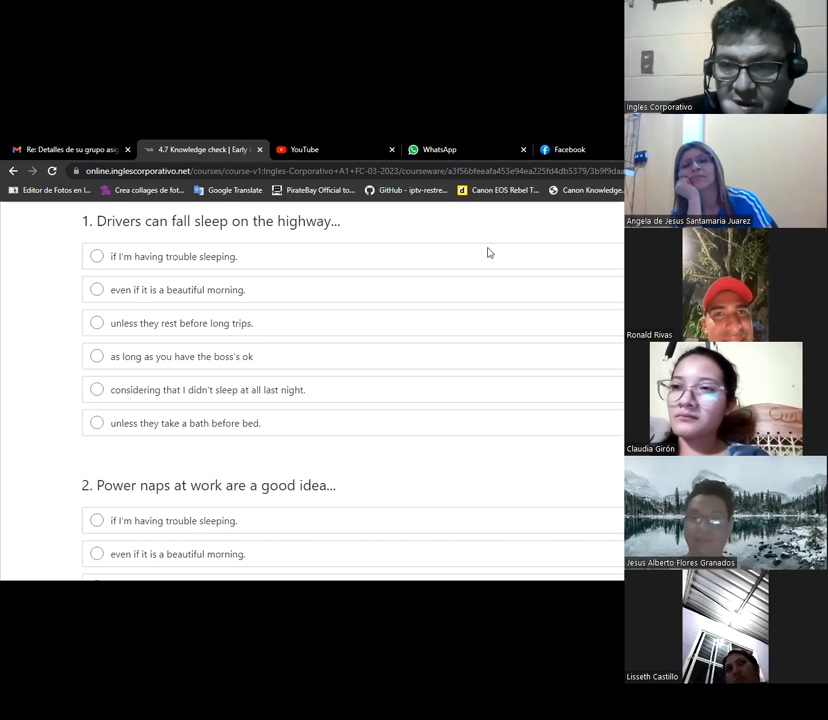 Re: Detalles de su grupo asig
4.7 Knowledge check | Early
YouTube
WhatsApp
Facebook
online.inglescorporativo.net/courses/course-v1:Ingles-Corporativo+A1+FC-03-2023/courseware/a3f56bfeeafa453e94ea225fd4db5379/3b9f9daa
Editor de Fotos en l...
Crea collages de fot...
Google Translate
PirateBay Official to...
GitHub - iptv-restre...
Canon EOS Rebel T...
Canon Knowledge
1. Drivers can fall sleep on the highway...
if I'm having trouble sleeping.
even if it is a beautiful morning.
unless they rest before long trips.
as long as you have the boss's ok
considering that I didn't sleep at all last night.
unless they take a bath before bed.
2. Power naps at work are a good idea...
if I'm having trouble sleeping.
even if it is a beautiful morning.
Ingles Corporativo
Angela de Jesus Santamaria Juarez
Ronald Rivas
Claudia Girón
Jesus Alberto Flores Granados
Lisseth Castillo